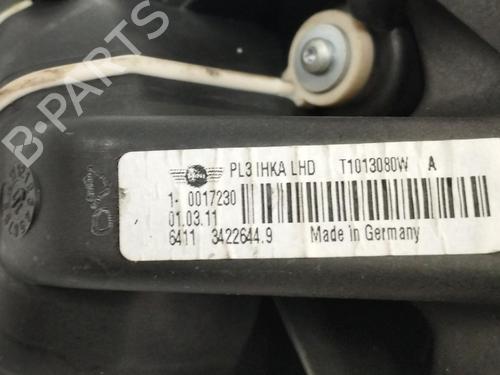 B-PARTS
PL3 IHKA LHD T1013080W A
1- 0017230
01.03.11
6411 3422644.9 Made in Germany